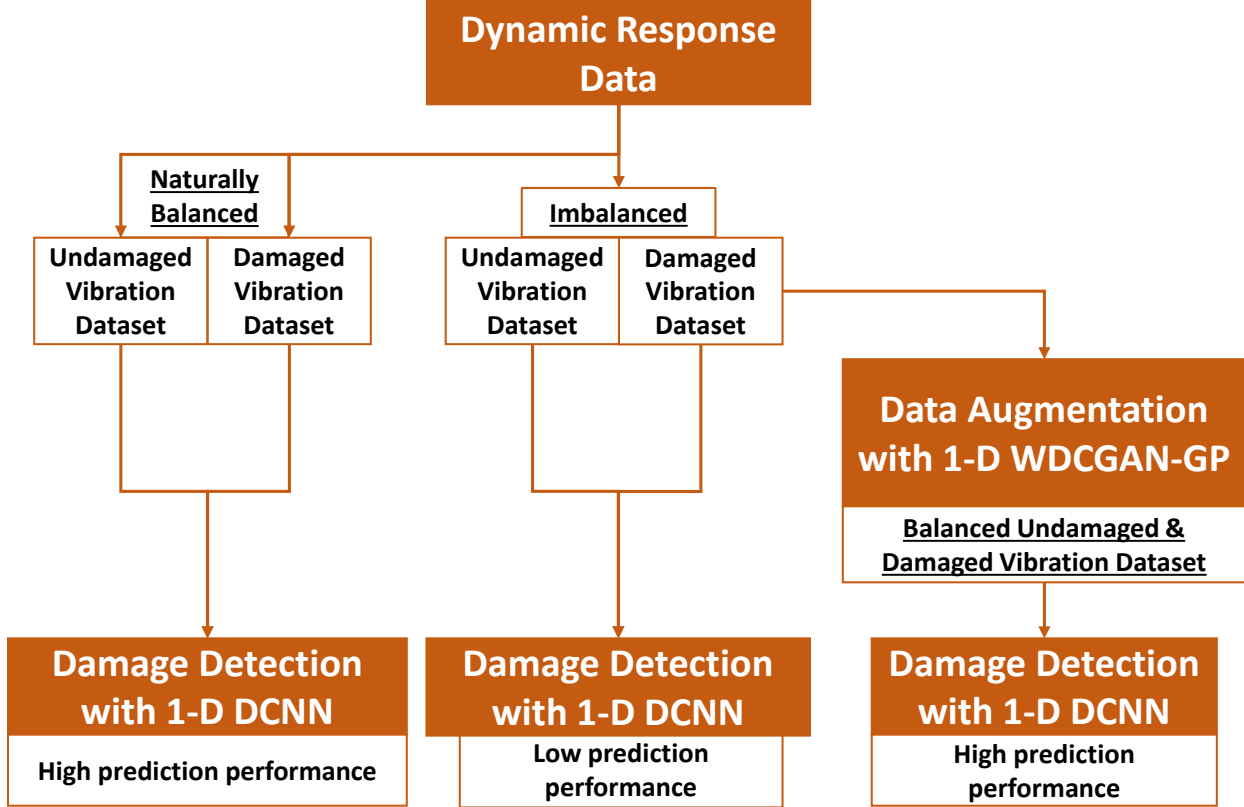 Dynamic Response
Data
Naturally
Balanced
Imbalanced
Undamaged
Vibration
Dataset
Damaged
Vibration
Dataset
Undamaged
Vibration
Dataset
Damaged
Vibration
Dataset
Data Augmentation
with 1-D WDCGAN-GP
Balanced Undamaged &
Damaged Vibration Dataset
Damage Detection
with 1-D DCNN
High prediction performance
Damage Detection
with 1-D DCNN
Low prediction
performance
Damage Detection
with 1-D DCNN
High prediction
performance